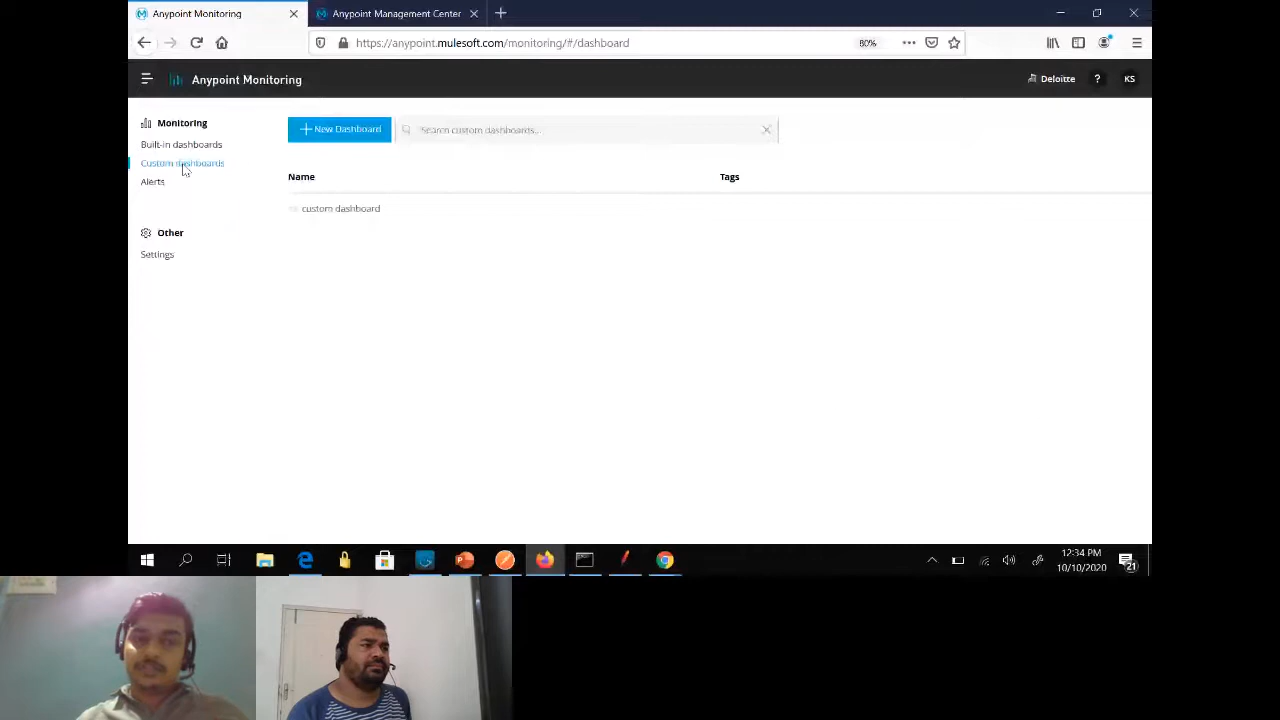 Anypoint Monitoring
Anypoint Management Center
https://anypoint.mulesoft.com/monitoring/#/dashboard
80%
Anypoint Monitoring
Deloitte
?
KS
Monitoring
Built-in dashboards
Custom dashboards
Alerts
Other
Settings
New Dashboard
Search custom dashboards...
Name
Tags
custom dashboard
12:34 PM
10/10/2020
21